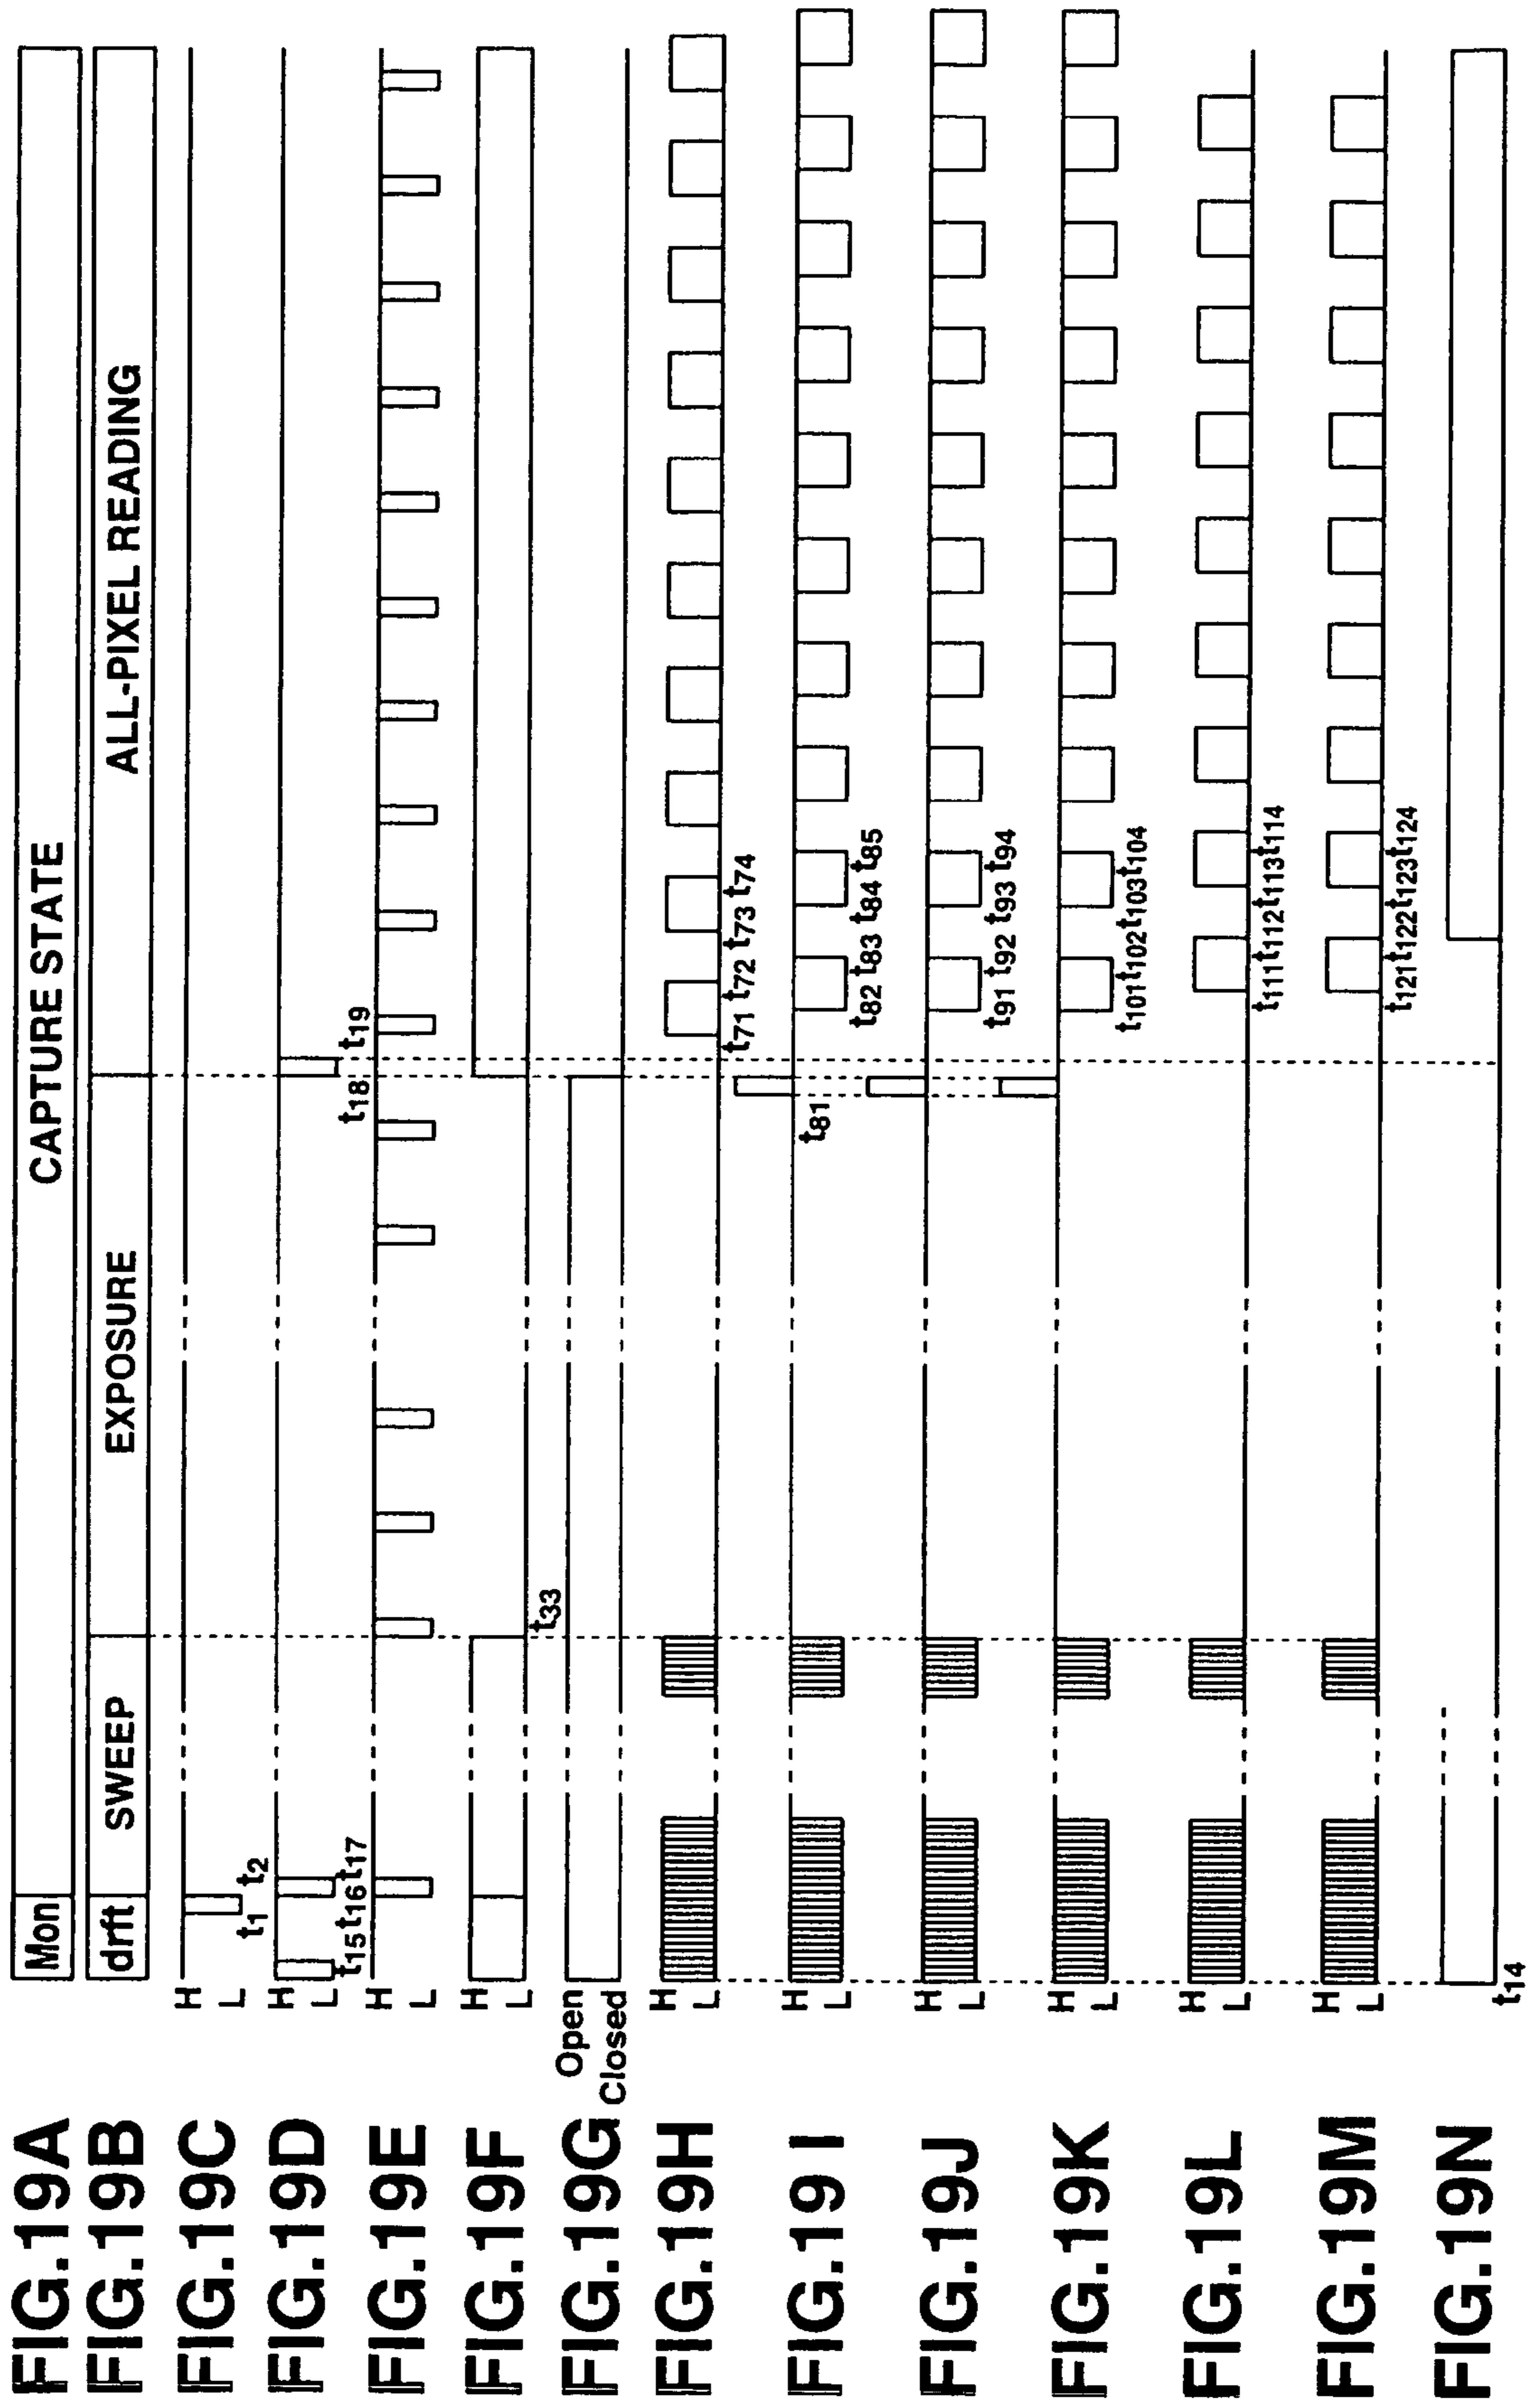 FIG.19A Mon CAPTURE STATE
FIG.19B drft SWEEP EXPOSURE ALL-PIXEL READING
FIG.19C H L t1 t2
FIG.19D H L t15 t16 t17 t18 t19
FIG.19E H L
FIG.19F H L t33
FIG.19G Open Closed
FIG.19H H L t71 t72 t73 t74
FIG.19 I H L t81 t82 t83 t84 t85
FIG.19J t91 t92 t93 t94
FIG.19K H L t101 t102 t103 t104
FIG.19L H L t111 t112 t113 t114
FIG.19M H L t121 t122 t123 t124
FIG.19N t14